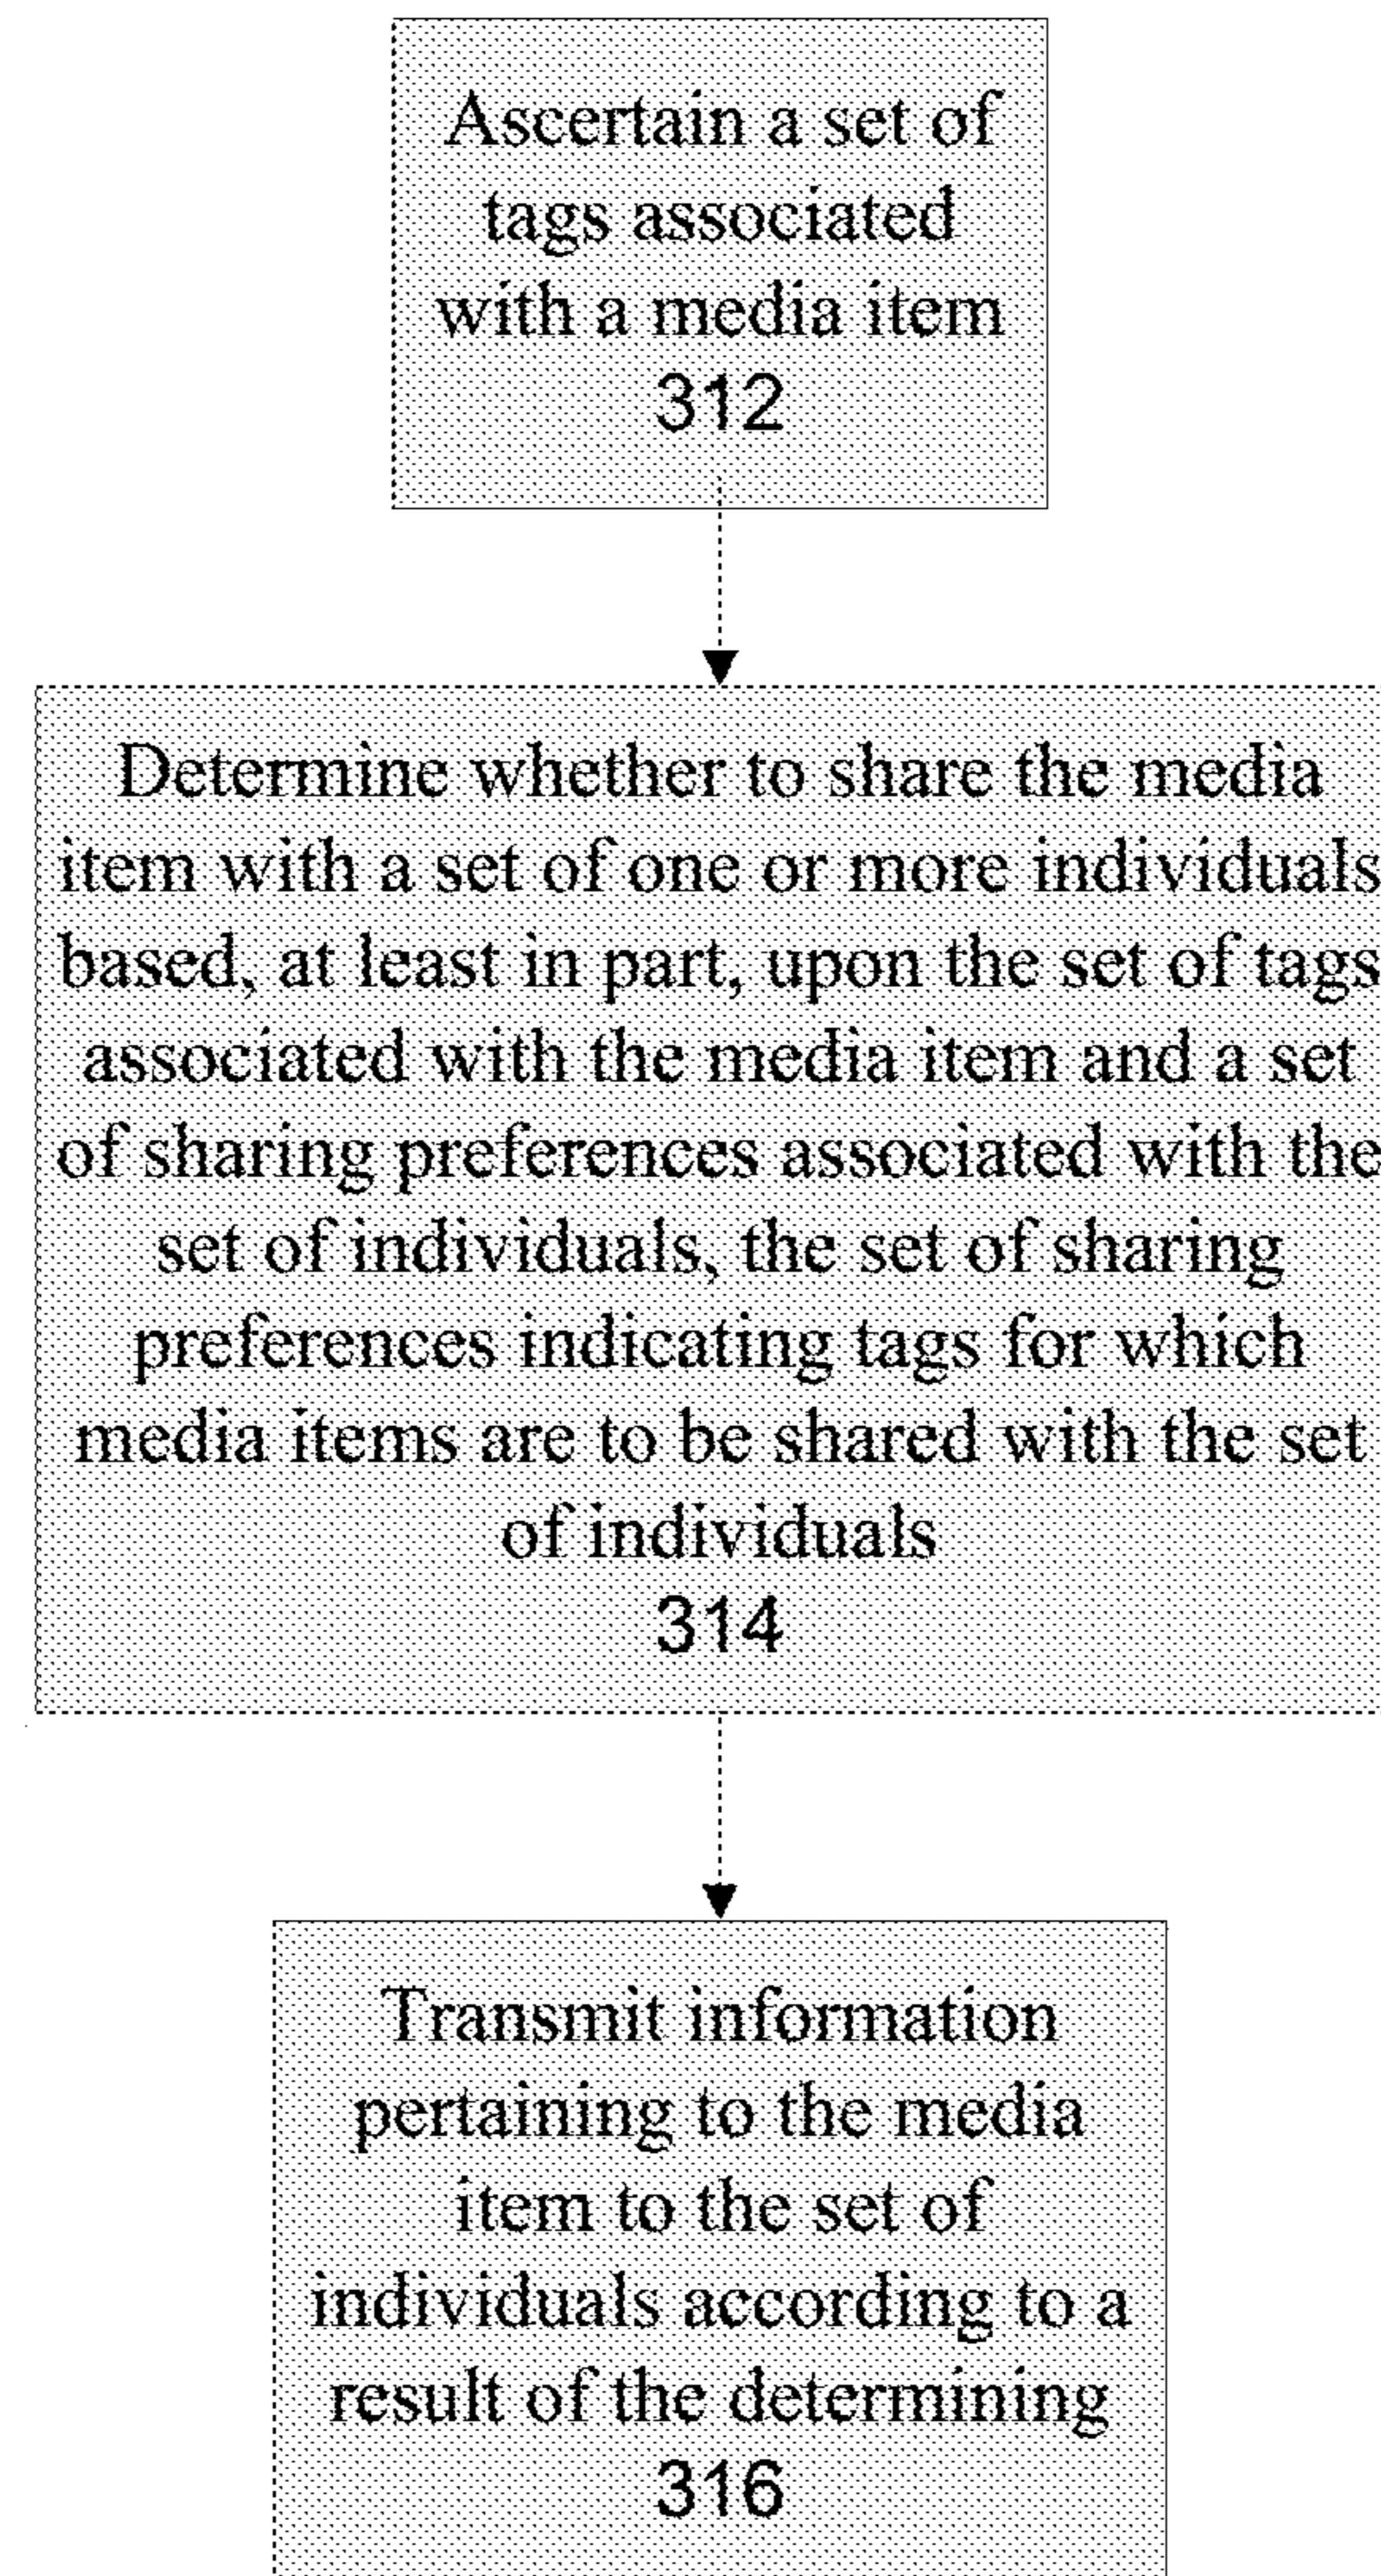 Ascertain a set of
tags associated
with a media item
312
Determine whether to share the media
item with a set of one or more individuals
based, at least in part, upon the set of tags
associated with the media item and a set
of sharing preferences associated with the
set of individuals, the set of sharing
preferences indicating tags for which
media items are to be shared with the set
of individuals
314
Transmit information
pertaining to the media
item to the set of
individuals according to a
result of the determining
316